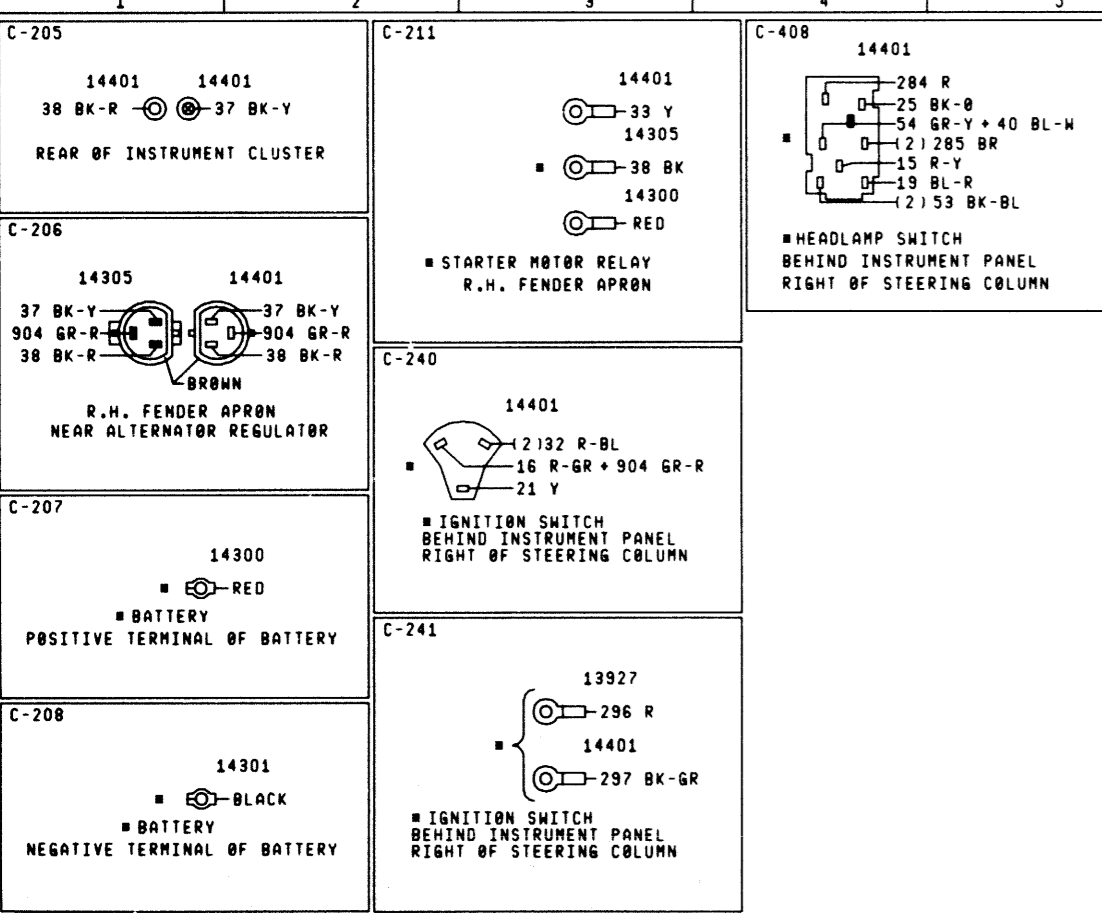 1 2 3 4 5
C-205
14401 14401
38 BK-R 37 BK-Y
REAR OF INSTRUMENT CLUSTER
C-206
14305 14401
37 BK-Y 37 BK-Y
904 GR-R 904 GR-R
38 BK-R 38 BK-R
BROWN
R.H. FENDER APRON
NEAR ALTERNATOR REGULATOR
C-207
14300
RED
BATTERY
POSITIVE TERMINAL OF BATTERY
C-208
14301
BLACK
BATTERY
NEGATIVE TERMINAL OF BATTERY
C-211
14401
33 Y
14305
38 BK
14300
RED
STARTER MOTOR RELAY
R.H. FENDER APRON
C-240
14401
(2)32 R-BL
16 R-GR + 904 GR-R
21 Y
IGNITION SWITCH
BEHIND INSTRUMENT PANEL
RIGHT OF STEERING COLUMN
C-241
13927
296 R
14401
297 BK-GR
IGNITION SWITCH
BEHIND INSTRUMENT PANEL
RIGHT OF STEERING COLUMN
C-408
14401
284 R
25 BK-O
54 GR-Y + 40 BL-W
(2)285 BR
15 R-Y
19 BL-R
(2)53 BK-BL
HEADLAMP SWITCH
BEHIND INSTRUMENT PANEL
RIGHT OF STEERING COLUMN